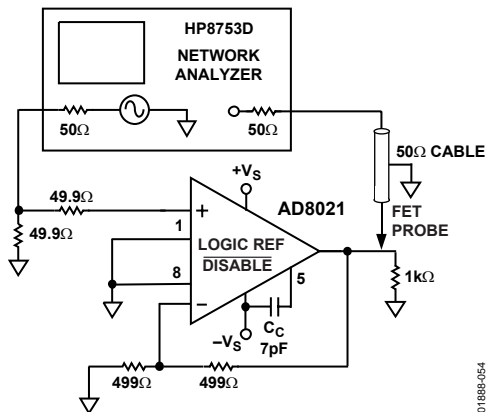 HP8753D
NETWORK
ANALYZER
50Ω
50Ω
50Ω CABLE
+VS
49.9Ω
AD8021
FET
PROBE
49.9Ω
+
1
LOGIC REF
DISABLE
8
5
1kΩ
–
CC
7pF
–VS
499Ω
499Ω
01888-054